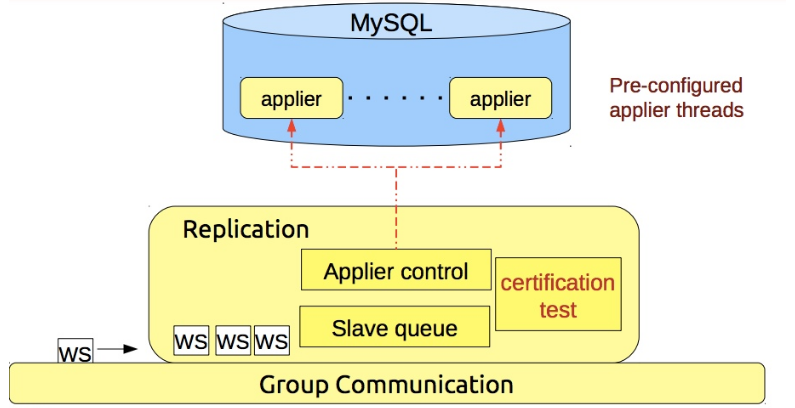 MySQL
applier
applier
Pre-configured
applier threads
Replication
Applier control
certification
test
Slave queue
WS
WS
WS
WS
Group Communication